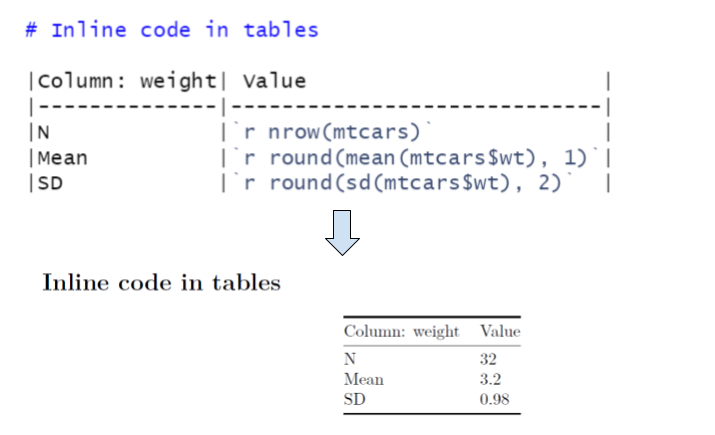 # Inline code in tables
|Column: weight| Value                       |
|--------------|-----------------------------|
|N             |`r nrow(mtcars)`             |
|Mean          |`r round(mean(mtcars$wt), 1)`|
|SD            |`r round(sd(mtcars$wt), 2)`  |
Inline code in tables
Column: weight Value
N 32
Mean 3.2
SD 0.98